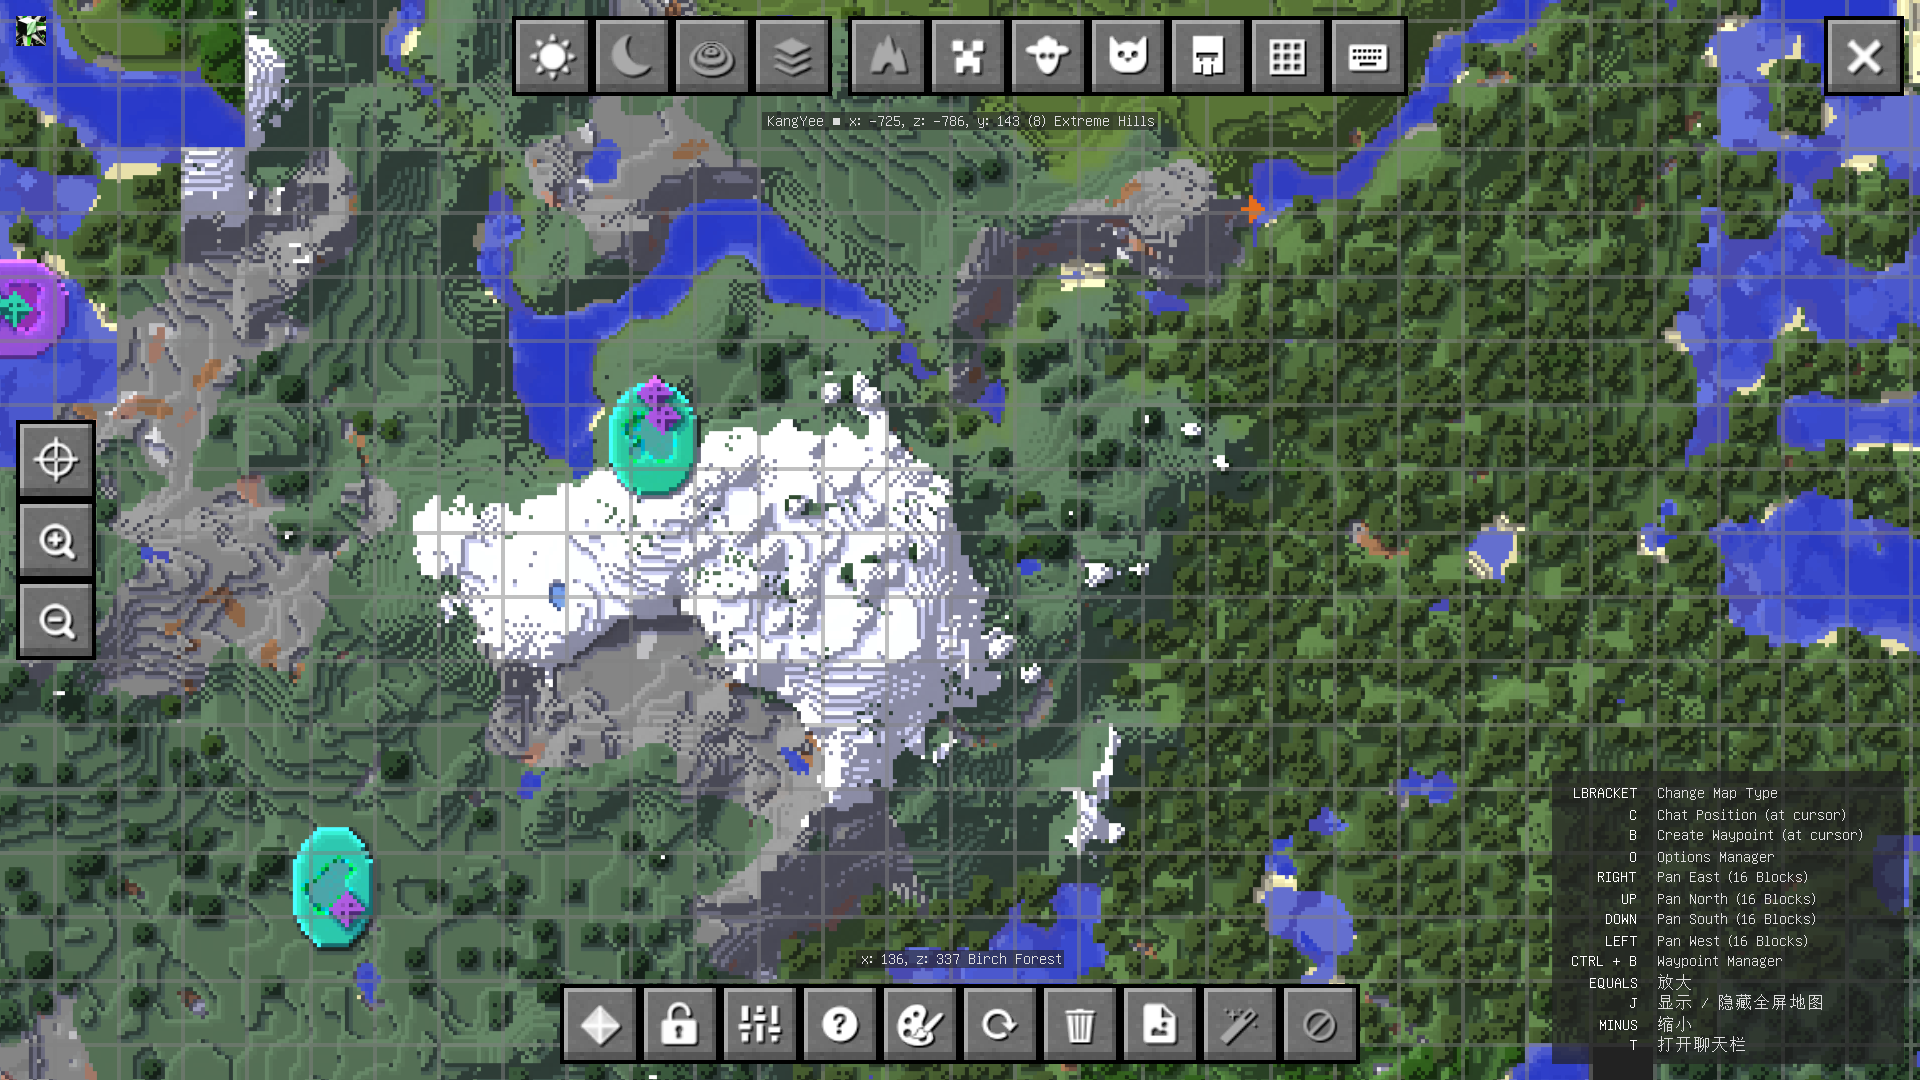 KangYee ■ x: -725, z: -786, y: 143 (8) Extreme Hills
LBRACKET Change Map Type
C Chat Position (at cursor)
B Create Waypoint (at cursor)
O Options Manager
RIGHT Pan East (16 Blocks)
UP Pan North (16 Blocks)
DOWN Pan South (16 Blocks)
LEFT Pan West (16 Blocks)
CTRL + B Waypoint Manager
EQUALS 放大
J 显示 / 隐藏全屏地图
MINUS 缩小
T 打开聊天栏
x: 136, z: 337 Birch Forest